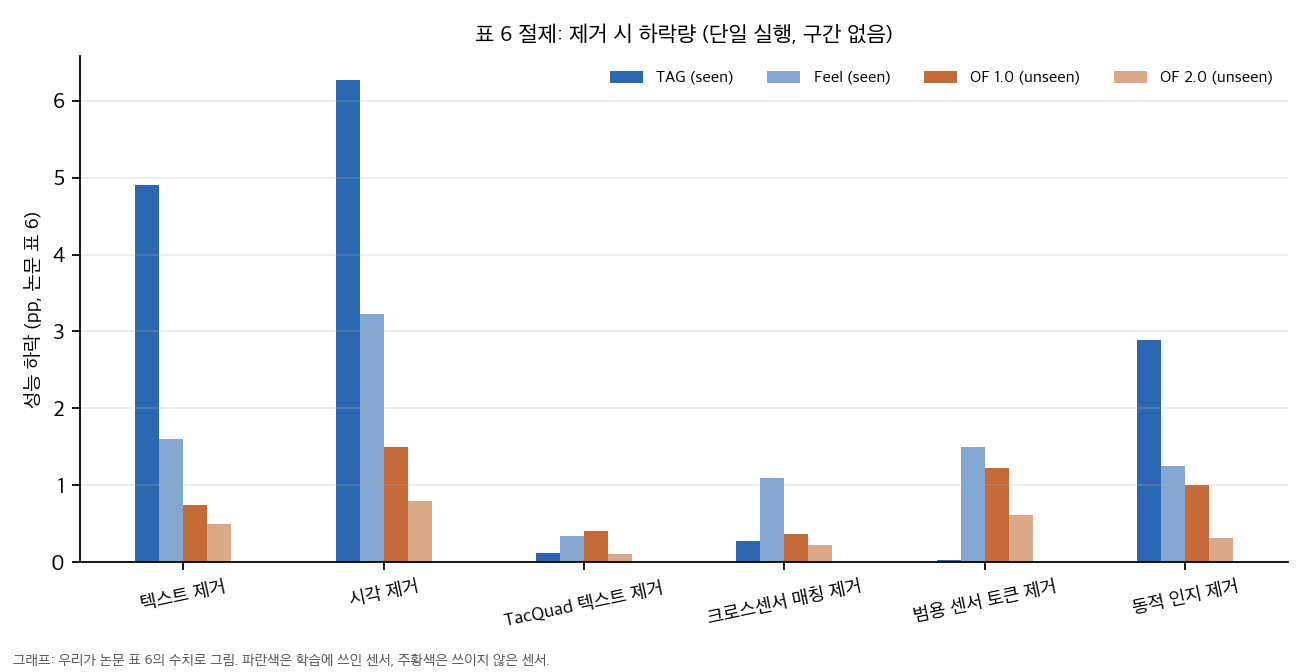 표 6 절제: 제거 시 하락량 (단일 실행, 구간 없음)
TAG (seen) Feel (seen) OF 1.0 (unseen) OF 2.0 (unseen)
성능 하락 (pp, 논문 표 6)
6
5
4
3
2
1
0
텍스트 제거 시각 제거 TacQuad 텍스트 제거 크로스센서 매칭 제거 범용 센서 토큰 제거 동적 인지 제거
그래프: 우리가 논문 표 6의 수치로 그림. 파란색은 학습에 쓰인 센서, 주황색은 쓰이지 않은 센서.